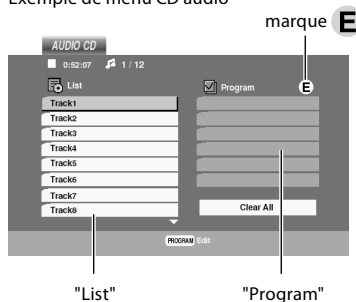 Exemple de menu CD audio
marque E
AUDIO CD
0:52:07 1 / 12
List
Program E
Track1
Track2
Track3
Track4
Track5
Track6
Track7
Track8
Clear All
PROGRAM Edit
"List" "Program"